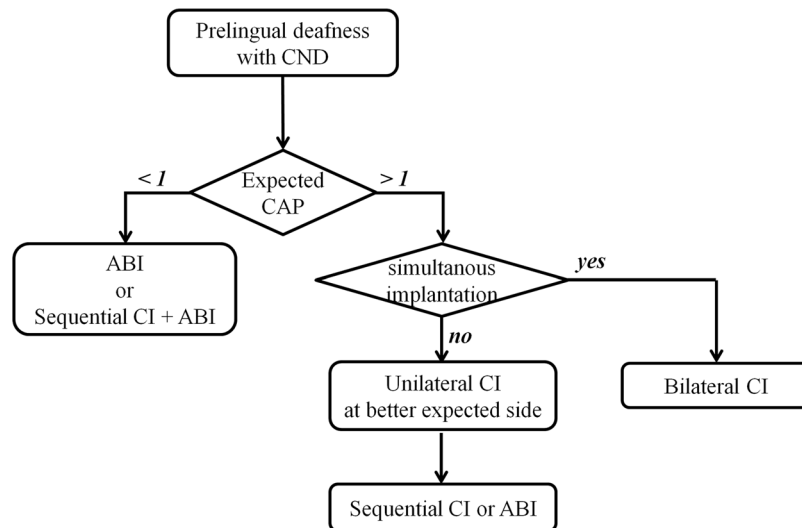 Prelingual deafness
with CND
Expected
CAP
< 1
> 1
ABI
or
Sequential CI + ABI
simultanous
implantation
yes
no
Unilateral CI
at better expected side
Bilateral CI
Sequential CI or ABI